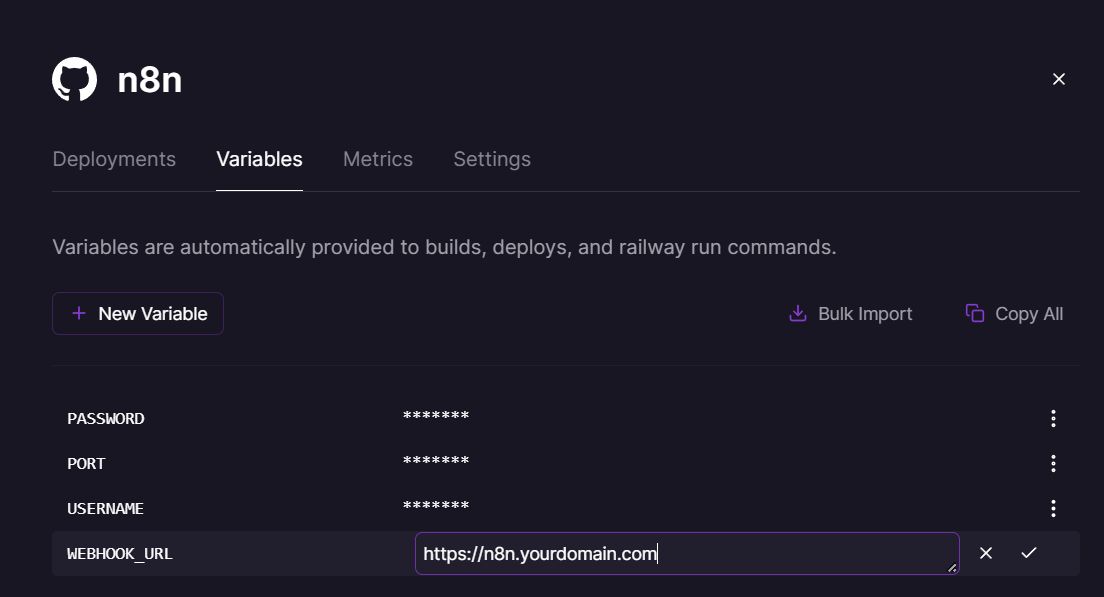 n8n
Deployments Variables Metrics Settings
Variables are automatically provided to builds, deploys, and railway run commands.
+ New Variable Bulk Import Copy All
PASSWORD *******
PORT *******
USERNAME *******
WEBHOOK_URL https://n8n.yourdomain.com